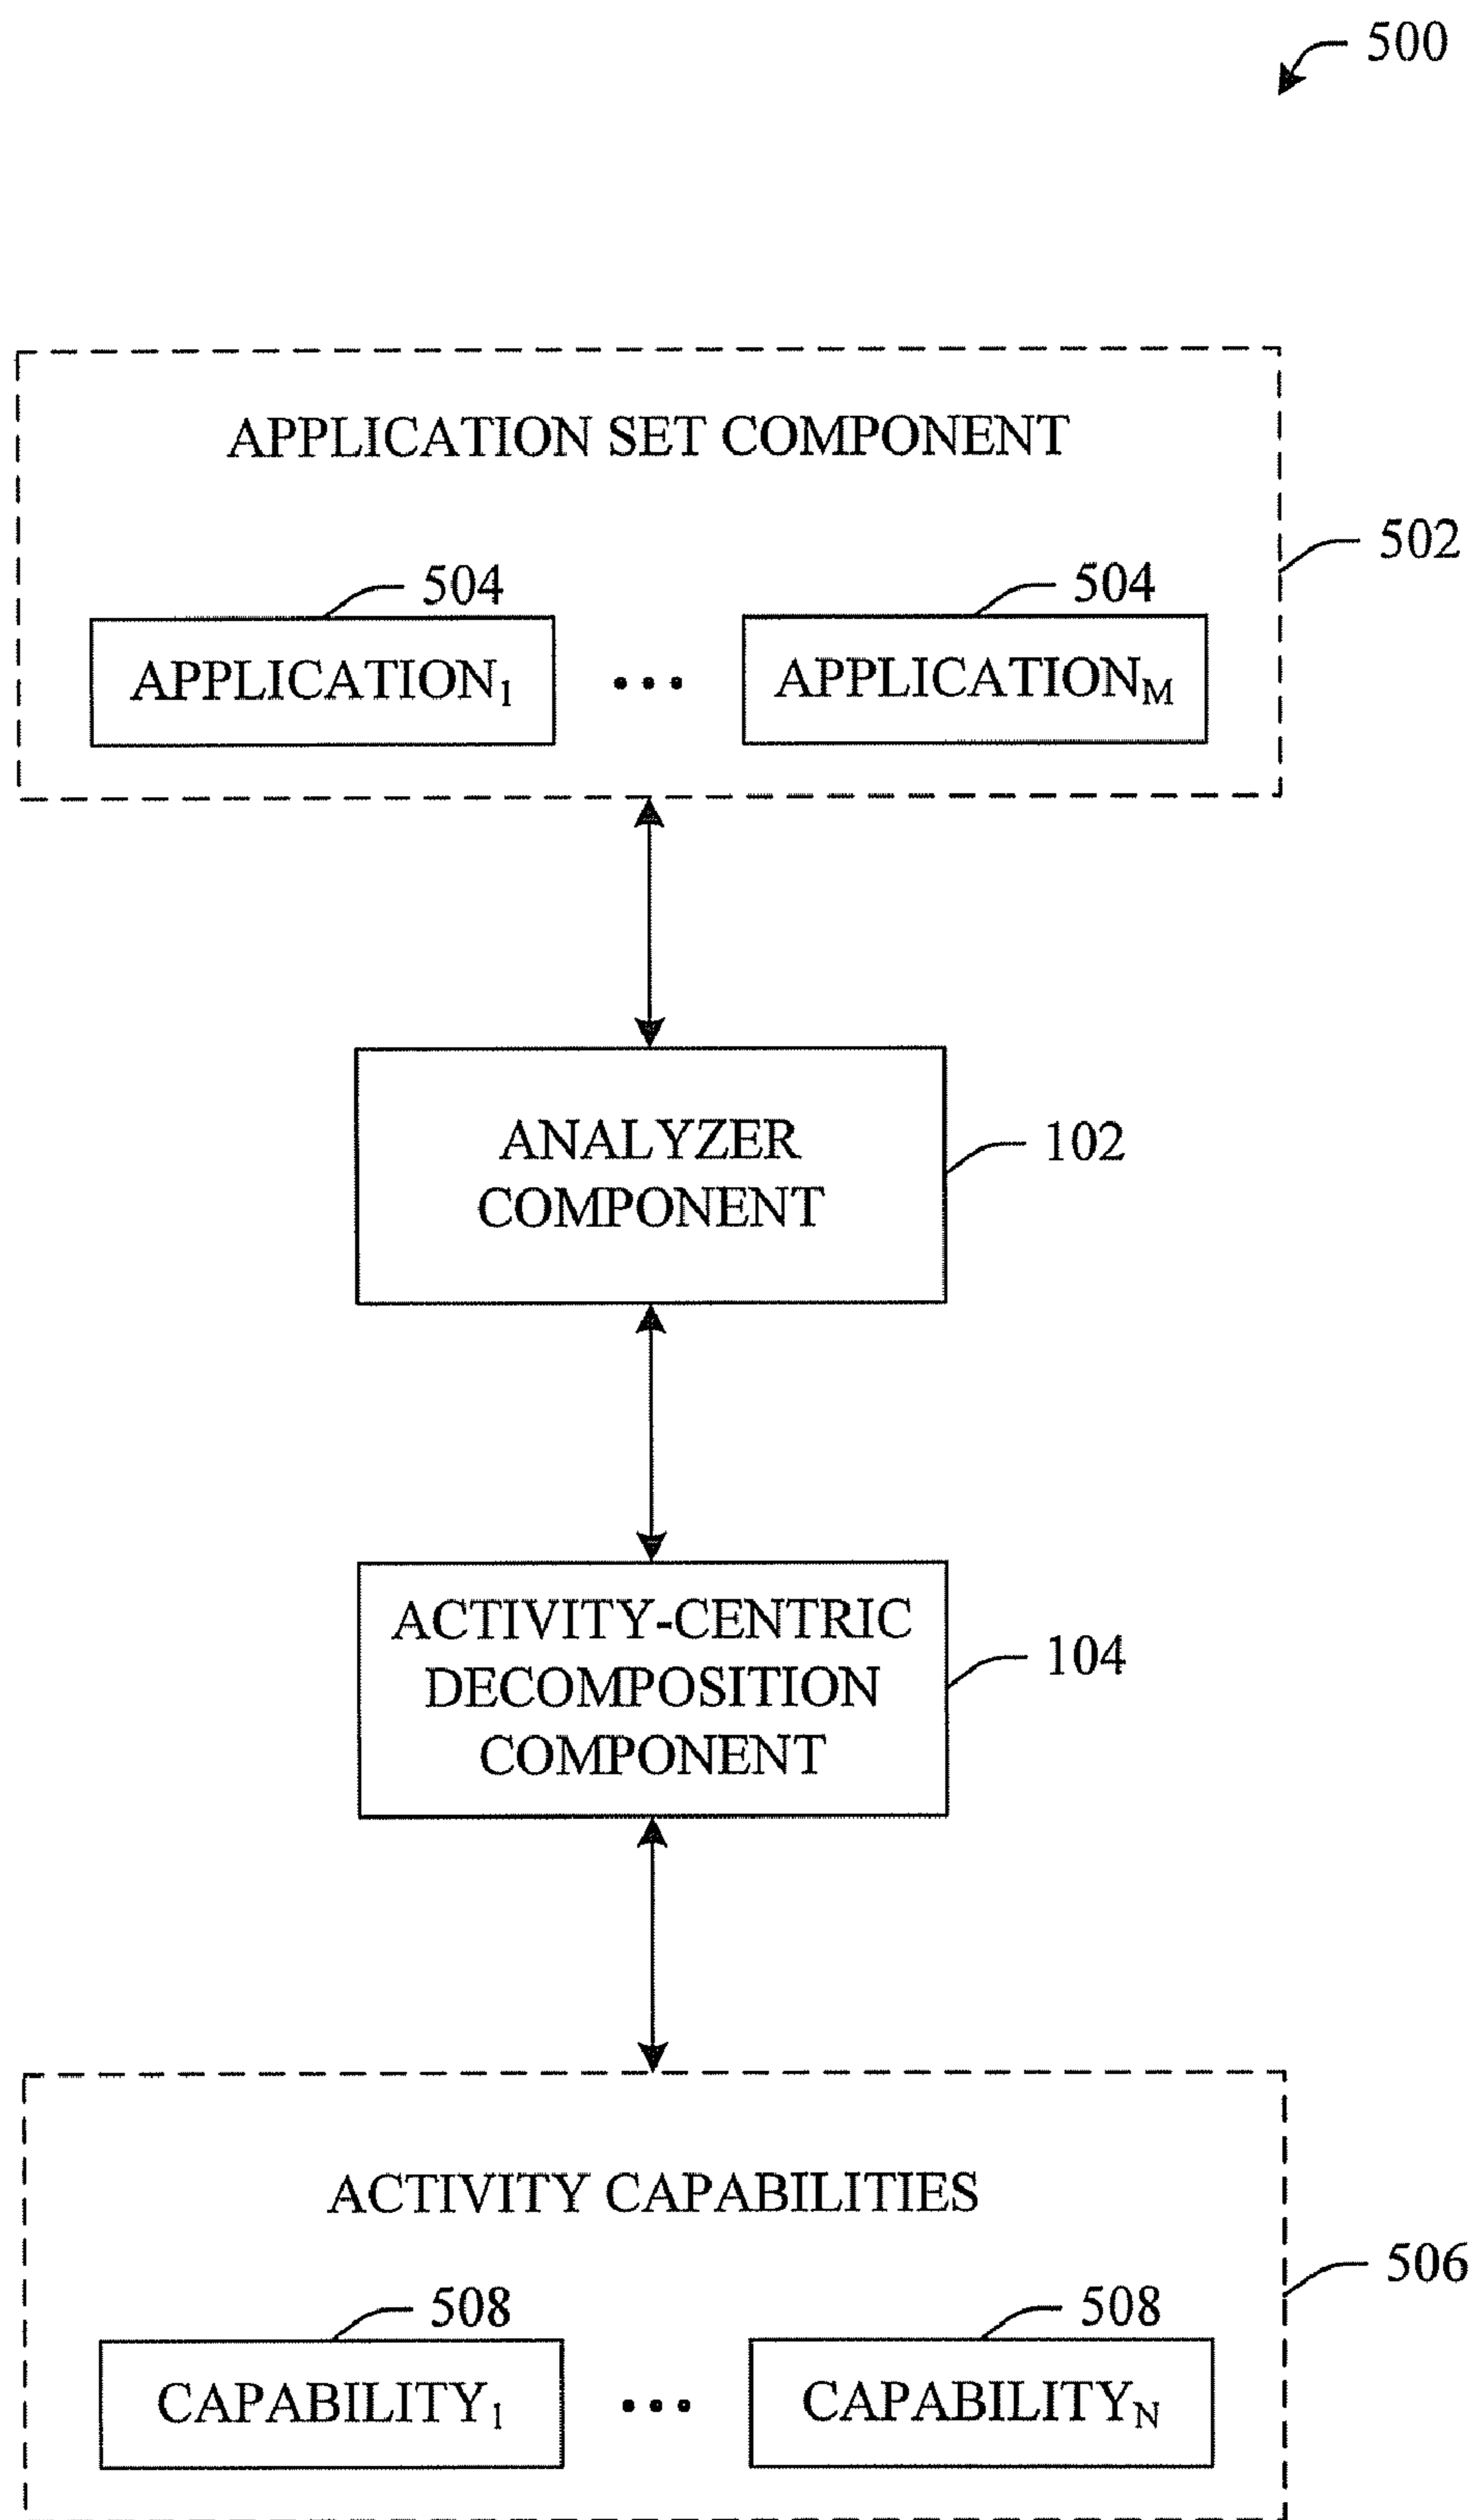 500
APPLICATION SET COMPONENT
502
504
504
APPLICATION₁ ... APPLICATIONM
ANALYZER
COMPONENT
102
ACTIVITY-CENTRIC
DECOMPOSITION
COMPONENT
104
ACTIVITY CAPABILITIES
506
508
508
CAPABILITY₁ ... CAPABILITYN